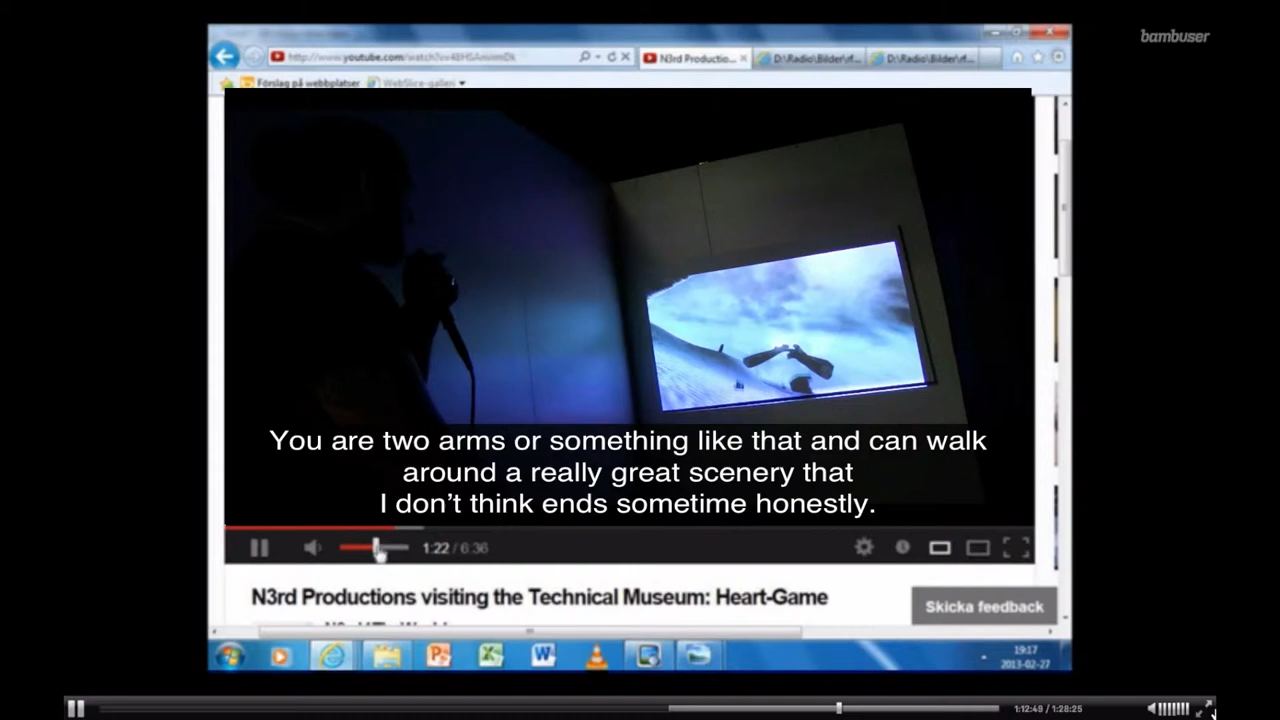 bambuser
http://www.youtube.com/watch?v=
N3rd Productio...
D:\Radio\Bilder\rf...
D:\Radio\Bilder\rf...
Förslag på webbplatser
WebSlice-galleri
You are two arms or something like that and can walk
around a really great scenery that
I don't think ends sometime honestly.
1:22 / 6:36
N3rd Productions visiting the Technical Museum: Heart-Game
Skicka feedback
19:17
2013-02-27
1:12:49 / 1:28:25